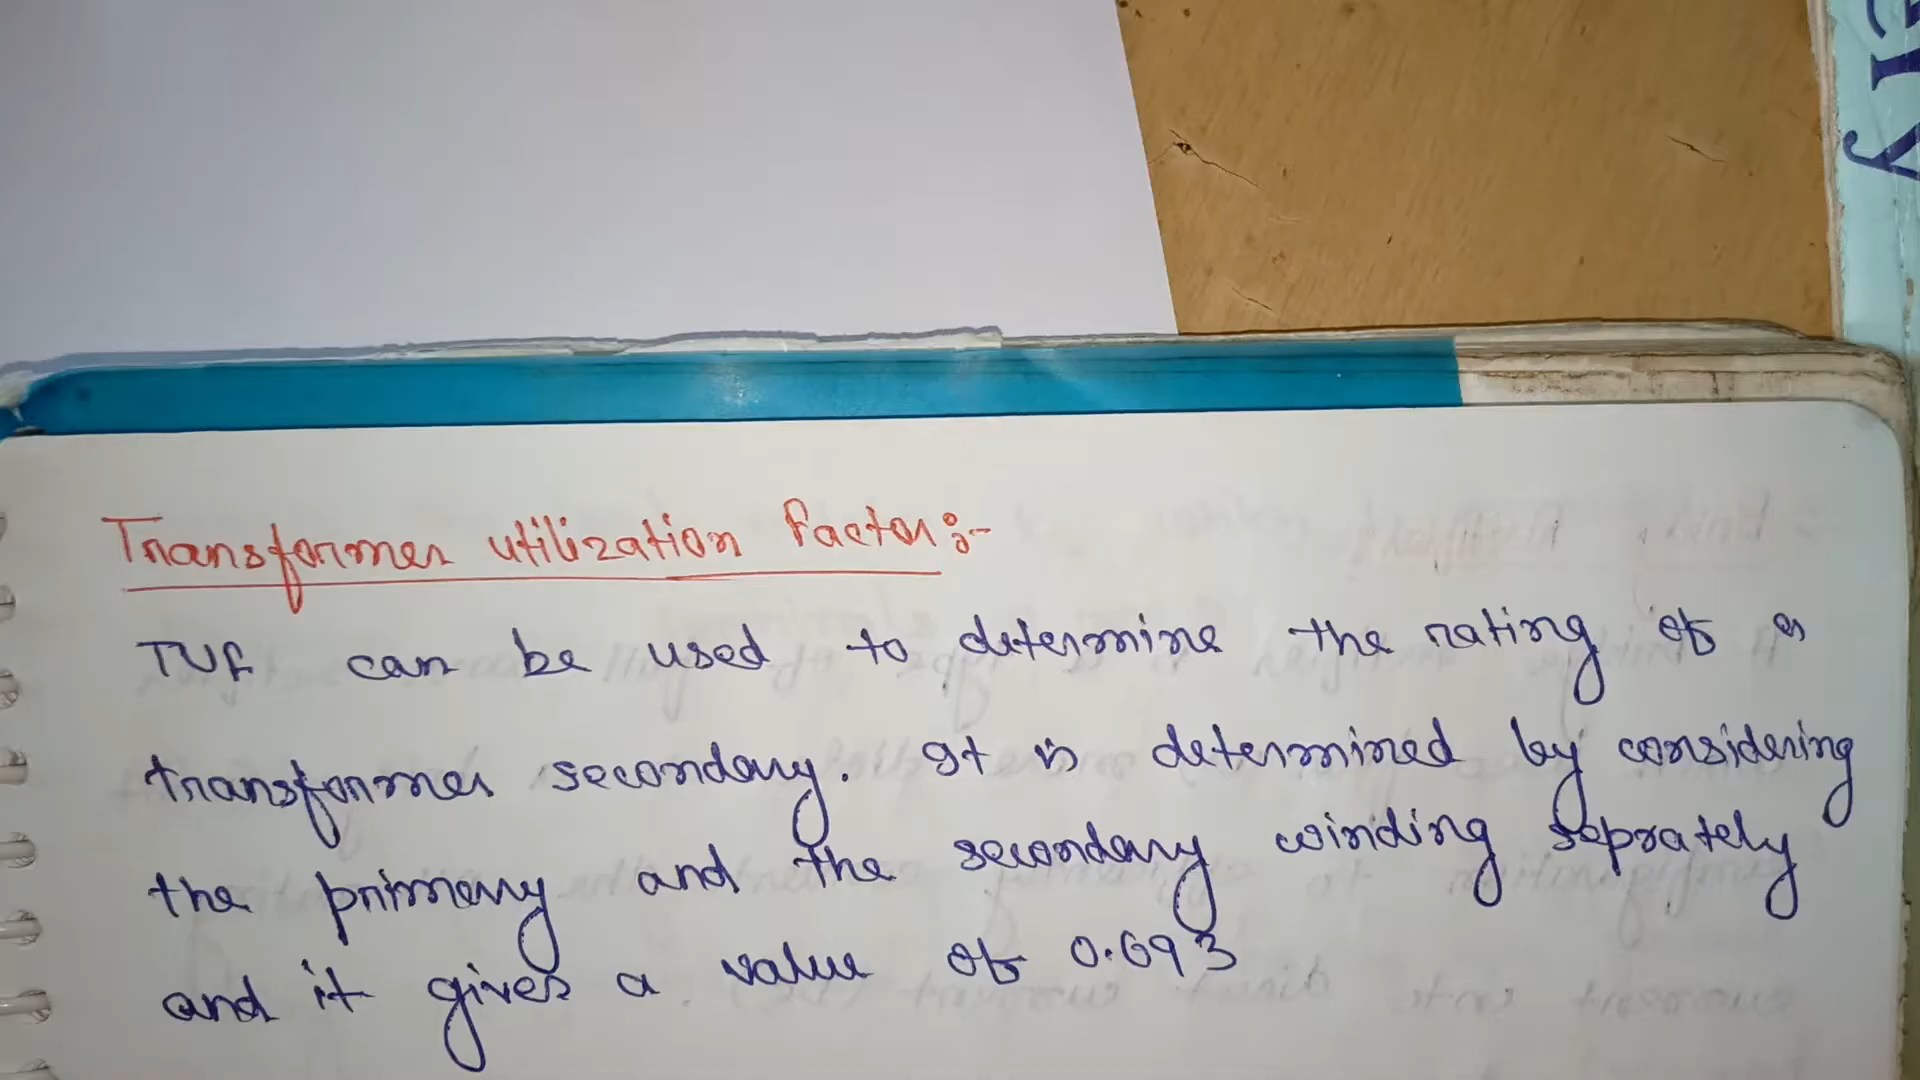 Transformer utilization factor:-
TUF can be used to determine the rating of a
transformer secondary. It is determined by considering
the primary and the secondary winding seprately
and it gives a value of 0.693